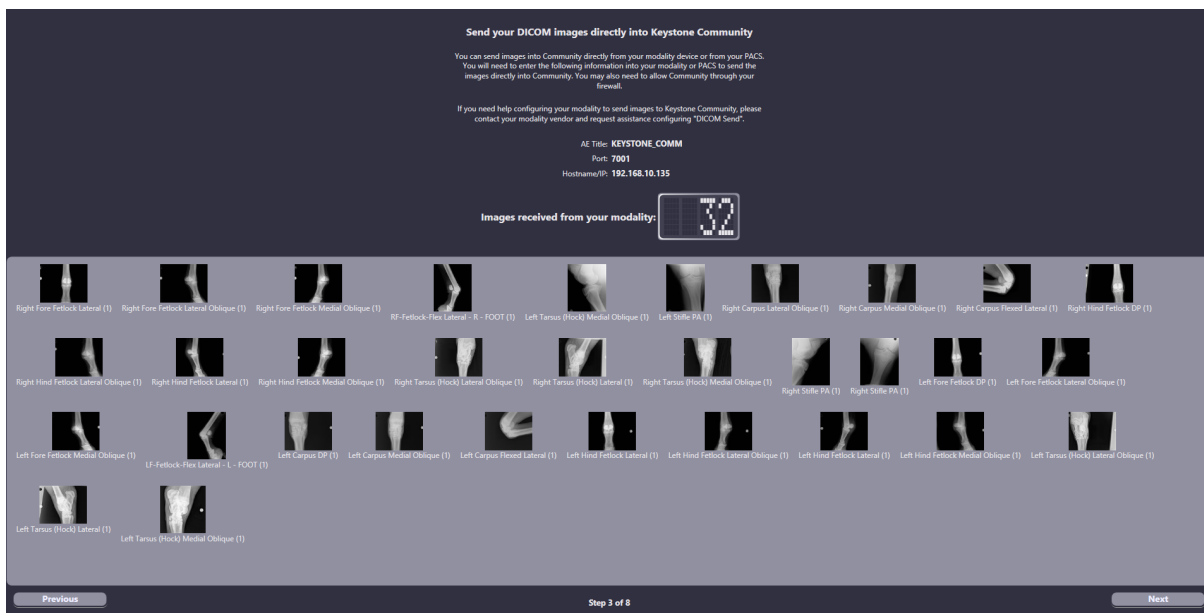 Send your DICOM images directly into Keystone Community
You can send images into Community directly from your modality device or from your PACS.
You will need to enter the following information into your modality or PACS to send the
images directly into Community. You may also need to allow Community through your
firewall.
If you need help configuring your modality to send images to Keystone Community, please
contact your modality vendor and request assistance configuring "DICOM Send".
AE Title: KEYSTONE_COMM
Port: 7001
Hostname/IP: 192.168.10.135
Images received from your modality: 32
Right Fore Fetlock Lateral (1) Right Fore Fetlock Lateral Oblique (1) Right Fore Fetlock Medial Oblique (1) RF-Fetlock-Flex Lateral - R - FOOT (1) Left Tarsus (Hock) Medial Oblique (1) Left Stifle PA (1) Right Carpus Lateral Oblique (1) Right Carpus Medial Oblique (1) Right Carpus Flexed Lateral (1) Right Hind Fetlock DP (1)
Right Hind Fetlock Lateral Oblique (1) Right Hind Fetlock Lateral (1) Right Hind Fetlock Medial Oblique (1) Right Tarsus (Hock) Lateral Oblique (1) Right Tarsus (Hock) Lateral (1) Right Tarsus (Hock) Medial Oblique (1) Right Stifle PA (1) Right Stifle PA (1) Left Fore Fetlock DP (1) Left Fore Fetlock Lateral Oblique (1)
Left Fore Fetlock Medial Oblique (1) LF-Fetlock-Flex Lateral - L - FOOT (1) Left Carpus DP (1) Left Carpus Medial Oblique (1) Left Carpus Flexed Lateral (1) Left Hind Fetlock Lateral (1) Left Hind Fetlock Lateral Oblique (1) Left Hind Fetlock Lateral (1) Left Hind Fetlock Medial Oblique (1) Left Tarsus (Hock) Lateral Oblique (1)
Left Tarsus (Hock) Lateral (1) Left Tarsus (Hock) Medial Oblique (1)
Previous Step 3 of 8 Next